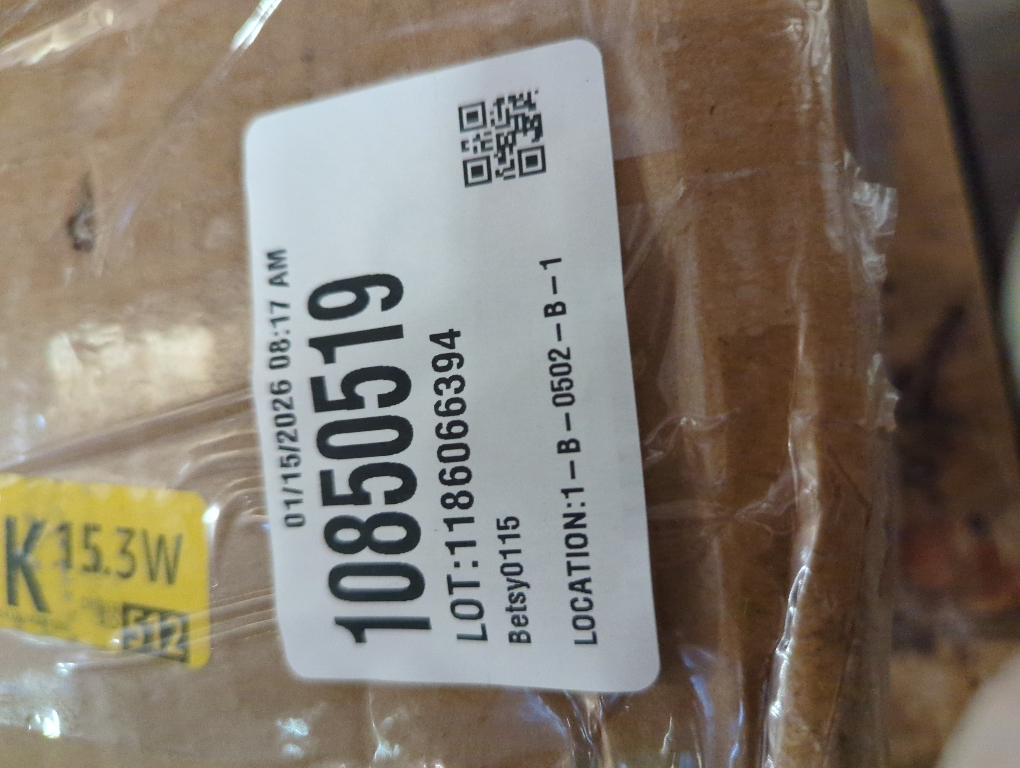 01/15/2026 08:17 AM
10850519
LOT:1186066394
Betsy0115
LOCATION:1-B-0502-B-1
K 15.3W
512